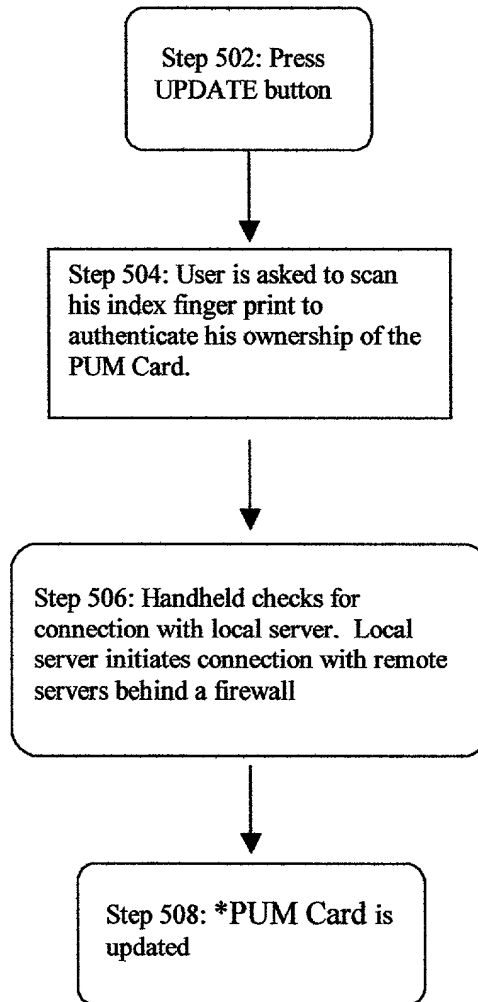 Step 502: Press
UPDATE button
Step 504: User is asked to scan
his index finger print to
authenticate his ownership of the
PUM Card.
Step 506: Handheld checks for
connection with local server. Local
server initiates connection with remote
servers behind a firewall
Step 508: *PUM Card is
updated